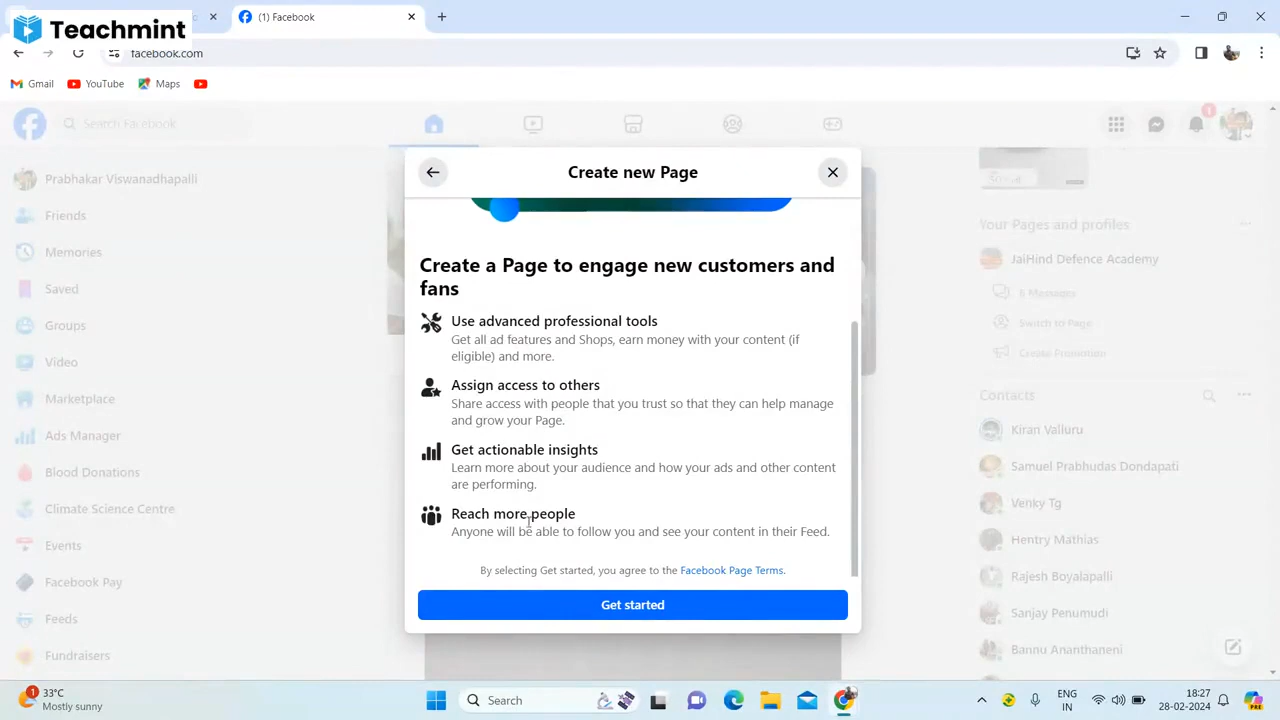 Teachmint
(1) Facebook
facebook.com
Gmail
YouTube
Maps
Search Facebook
1
Create new Page
Prabhakar Viswanadhapalli
Friends
Memories
Saved
Groups
Video
Marketplace
Ads Manager
Blood Donations
Climate Science Centre
Events
Facebook Pay
Feeds
Fundraisers
Create a Page to engage new customers and
fans
Use advanced professional tools
Get all ad features and Shops, earn money with your content (if
eligible) and more.
Assign access to others
Share access with people that you trust so that they can help manage
and grow your Page.
Get actionable insights
Learn more about your audience and how your ads and other content
are performing.
Reach more people
Anyone will be able to follow you and see your content in their Feed.
By selecting Get started, you agree to the Facebook Page Terms.
Get started
Your Pages and profiles
JaiHind Defence Academy
6 Messages
Switch to Page
Create Promotion
Contacts
Kiran Valluru
Samuel Prabhudas Dondapati
Venky Tg
Hentry Mathias
Rajesh Boyalapalli
Sanjay Penumudi
Bannu Ananthaneni
1
33°C
Mostly sunny
Search
ENG
IN
18:27
28-02-2024
PRE